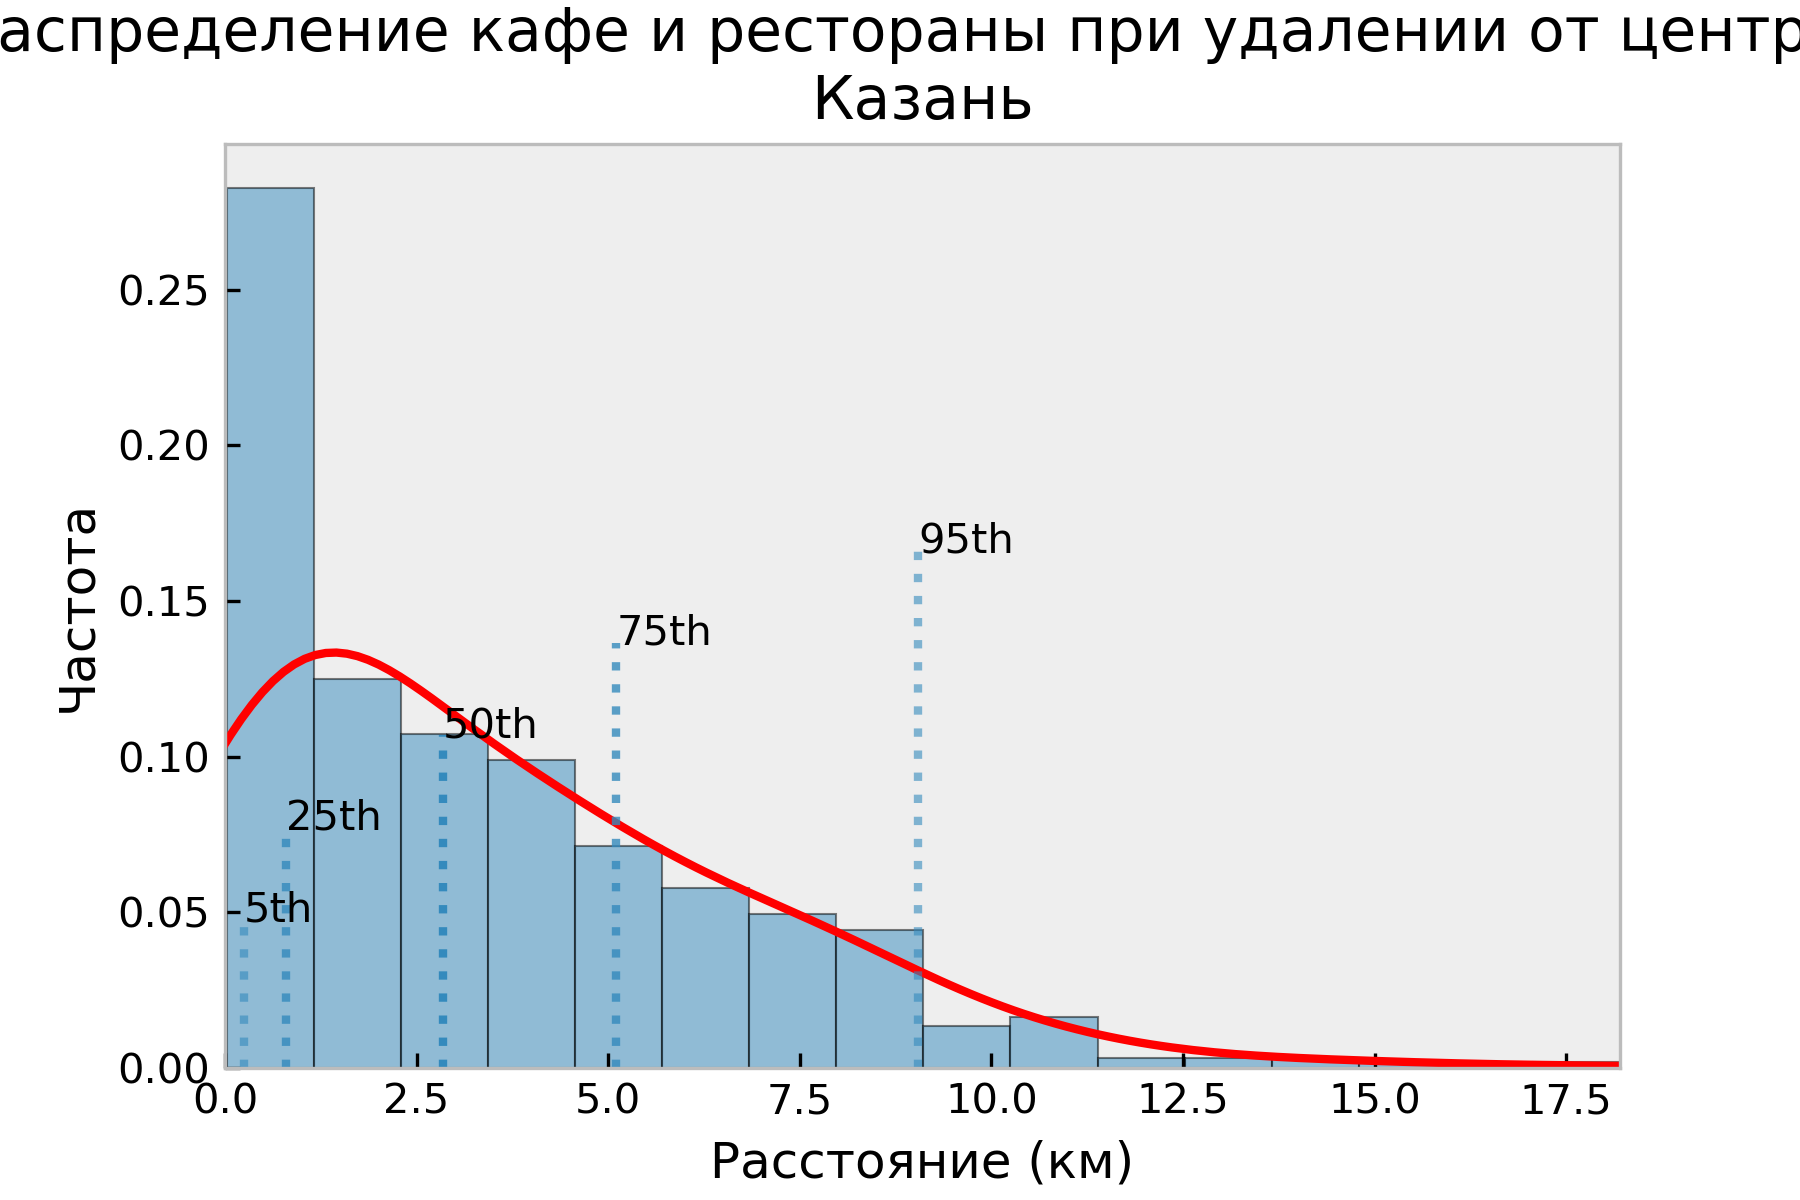 аспределение кафе и рестораны при удалении от центр
Казань
Частота
0.25
0.20
0.15
0.10
0.05
0.00
95th
75th
50th
25th
5th
0.0 2.5 5.0 7.5 10.0 12.5 15.0 17.5
Расстояние (км)